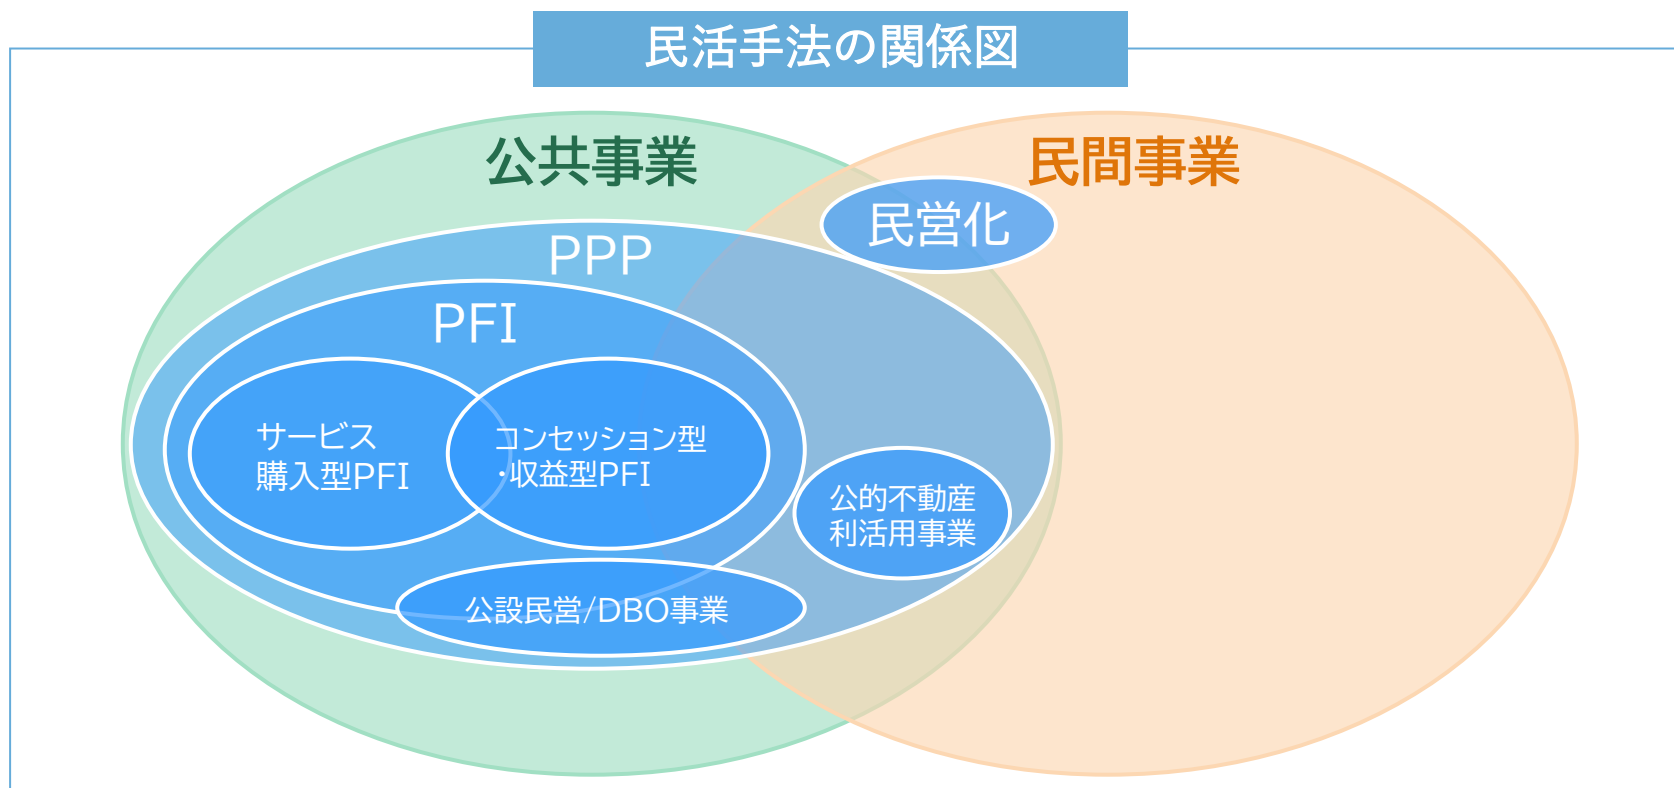 民活手法の関係図
公共事業
民間事業
民営化
PPP
PFI
サービス
購入型PFI
コンセッション型
・収益型PFI
公的不動産
利活用事業
公設民営/DBO事業